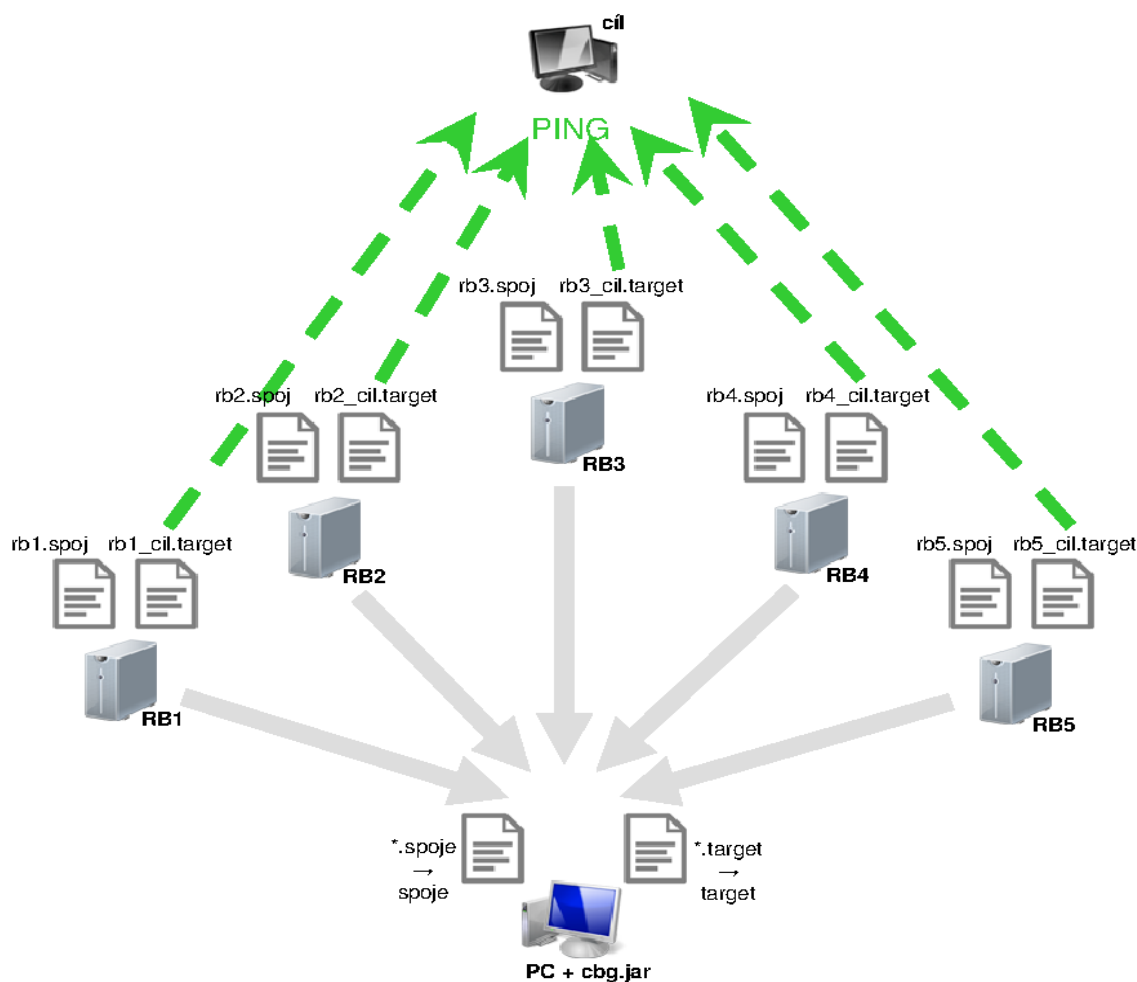 cíl
PING
rb3.spoj rb3_cil.target
RB3
rb2.spoj rb2_cil.target
RB2
rb4.spoj rb4_cil.target
RB4
rb1.spoj rb1_cil.target
RB1
rb5.spoj rb5_cil.target
RB5
*.spoje
→
spoje
*.target
→
target
PC + cbg.jar